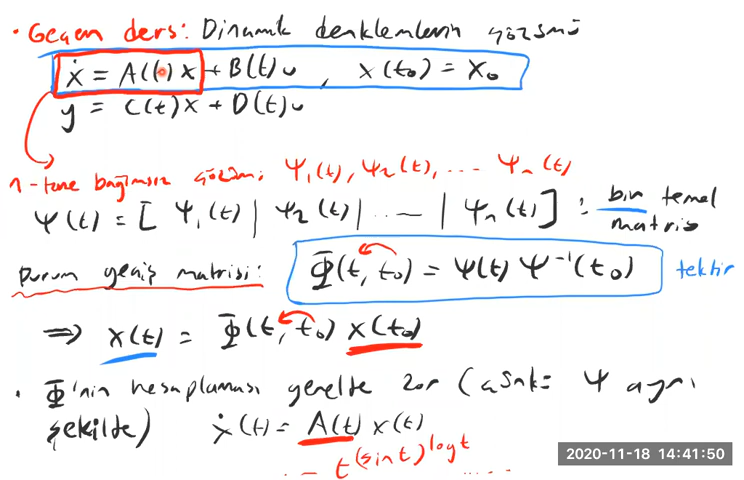 • Geçen ders: Dinamik denklemlerin çözümü
ẋ = A(t)x + B(t)u , x(t₀) = x₀
y = C(t)x + D(t)u
n-tane bağımsız çözüm: Ψ₁(t), Ψ₂(t), ... Ψₙ(t)
Ψ(t) = [ Ψ₁(t) | Ψ₂(t) | ... | Ψₙ(t) ] : bir temel
matris
Durum geçiş matrisi: Φ(t, t₀) = Ψ(t) Ψ⁻¹(t₀) tektir
⇒ x(t) = Φ(t, t₀) x(t₀)
• Φ'nin hesaplaması genelde zor (çünkü Ψ aynı
şekilde) ẋ(t) = A(t) x(t)
... t^(sin t)^log t ....
2020-11-18 14:41:50